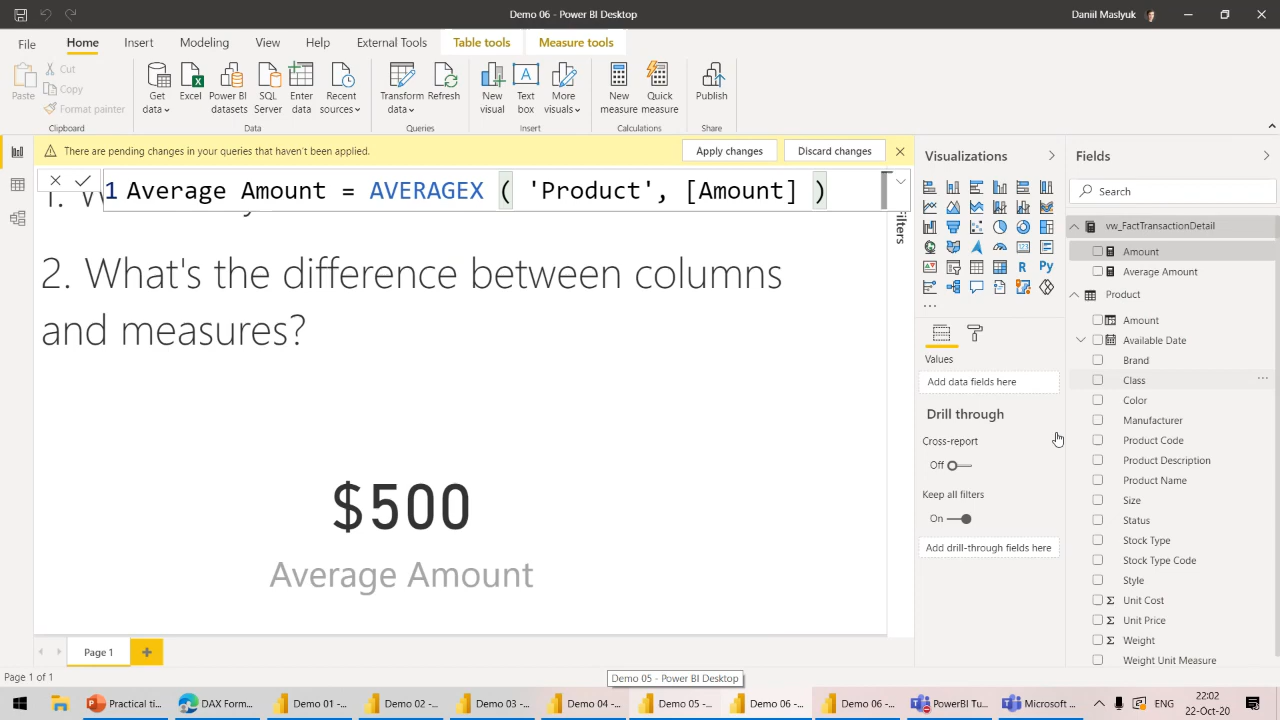 Demo 06 - Power BI Desktop
Daniil Maslyuk
File Home Insert Modeling View Help External Tools Table tools Measure tools
Paste
Cut
Copy
Format painter
Clipboard
Get data
Excel
Power BI datasets
SQL Server
Enter data
Recent sources
Data
Transform data
Refresh
Queries
New visual
Text box
More visuals
Insert
New measure
Quick measure
Calculations
Publish
Share
There are pending changes in your queries that haven't been applied.
Apply changes
Discard changes
1 Average Amount = AVERAGEX ( 'Product', [Amount] )
2. What's the difference between columns
and measures?
$500
Average Amount
Filters
Visualizations
R
Py
Values
Add data fields here
Drill through
Cross-report
Off
Keep all filters
On
Add drill-through fields here
Fields
Search
vw_FactTransactionDetail
Amount
Average Amount
Product
Amount
Available Date
Brand
Class
Color
Manufacturer
Product Code
Product Description
Product Name
Size
Status
Stock Type
Stock Type Code
Style
Unit Cost
Unit Price
Weight
Weight Unit Measure
Page 1
Page 1 of 1
Demo 05 - Power BI Desktop
Practical ti...
DAX Form...
Demo 01 -...
Demo 02 -...
Demo 03 -...
Demo 04 -...
Demo 05 -...
Demo 06 -...
Demo 06 -...
Microsoft ...
Microsoft...
ENG
22:02
22-Oct-20